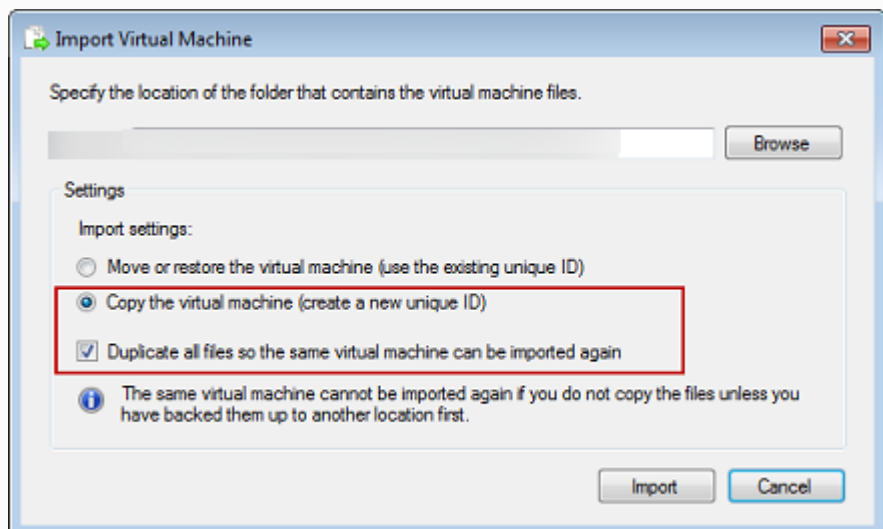 Import Virtual Machine
Specify the location of the folder that contains the virtual machine files.
Browse
Settings
Import settings:
Move or restore the virtual machine (use the existing unique ID)
Copy the virtual machine (create a new unique ID)
Duplicate all files so the same virtual machine can be imported again
The same virtual machine cannot be imported again if you do not copy the files unless you
have backed them up to another location first.
Import
Cancel